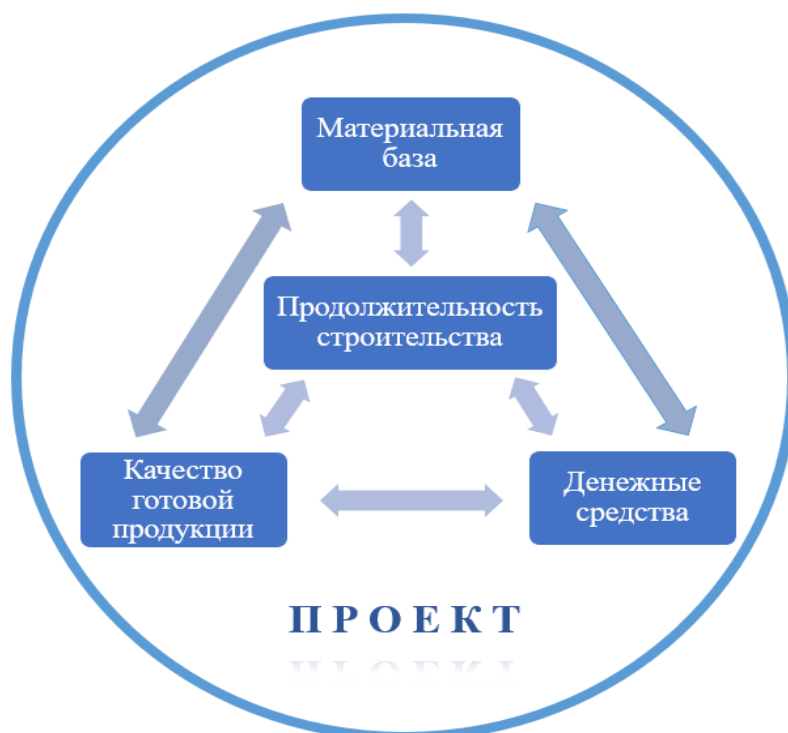 Материальная
база
Продолжительность
строительства
Качество
готовой
продукции
Денежные
средства
ПРОЕКТ